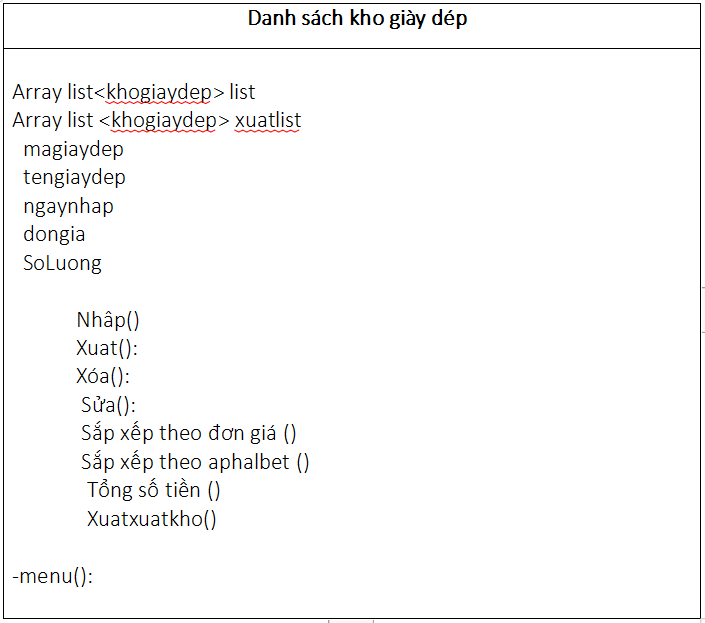 Danh sách kho giày dép
Array list<khogiaydep> list
Array list <khogiaydep> xuatlist
magiaydep
tengiaydep
ngaynhap
dongia
SoLuong
Nhâp()
Xuat():
Xóa():
Sửa():
Sắp xếp theo đơn giá ()
Sắp xếp theo aphalbet ()
Tổng số tiền ()
Xuatxuatkho()
-menu():